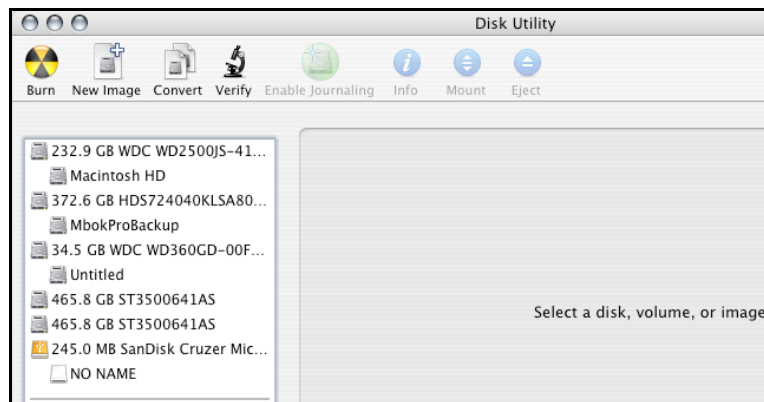 Disk Utility
Burn New Image Convert Verify Enable Journaling Info Mount Eject
232.9 GB WDC WD2500JS-41...
Macintosh HD
372.6 GB HDS724040KLSA80...
MbokProBackup
34.5 GB WDC WD360GD-00F...
Untitled
465.8 GB ST3500641AS
465.8 GB ST3500641AS
245.0 MB SanDisk Cruzer Mic...
NO NAME
Select a disk, volume, or image